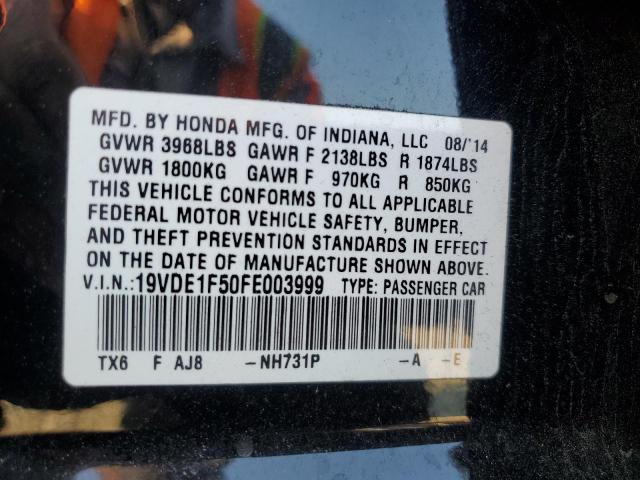 MFD. BY HONDA MFG. OF INDIANA, LLC 08/'14
GVWR 3968LBS GAWR F 2138LBS R 1874LBS
GVWR 1800KG GAWR F 970KG R 850KG
THIS VEHICLE CONFORMS TO ALL APPLICABLE
FEDERAL MOTOR VEHICLE SAFETY, BUMPER,
AND THEFT PREVENTION STANDARDS IN EFFECT
ON THE DATE OF MANUFACTURE SHOWN ABOVE.
V.I.N.:19VDE1F50FE003999 TYPE: PASSENGER CAR
TX6 F AJ8 -NH731P -A -E